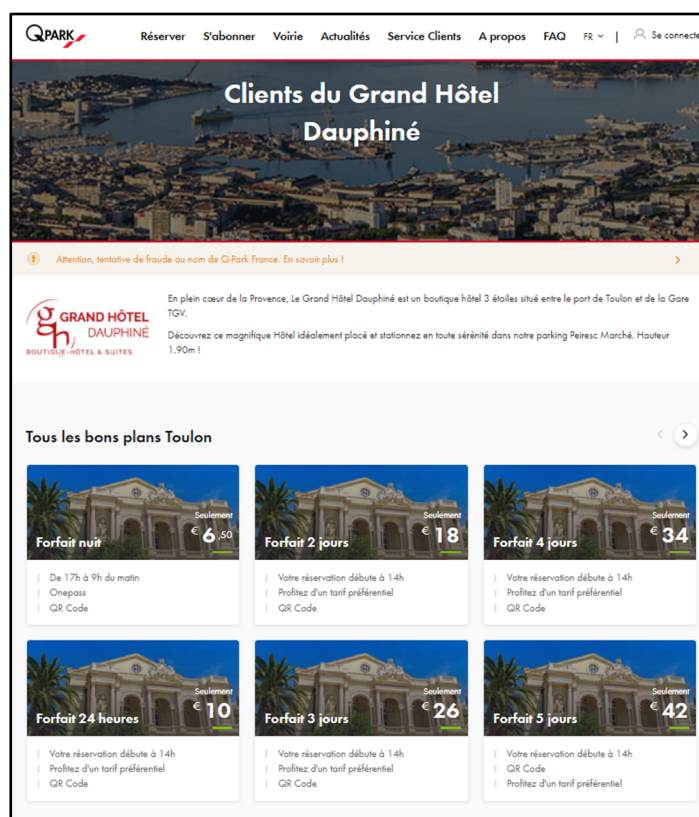 QPARK
Réserver S'abonner Voirie Actualités Service Clients A propos FAQ FR | Se connecte
Clients du Grand Hôtel
Dauphiné
! Attention, tentative de fraude au nom de Q-Park France. En savoir plus !
gh
GRAND HÔTEL
DAUPHINÉ
BOUTIQUE-HÔTEL & SUITES
En plein cœur de la Provence, Le Grand Hôtel Dauphiné est un boutique hôtel 3 étoiles situé entre le port de Toulon et de la Gare
TGV.
Découvrez ce magnifique Hôtel idéalement placé et stationnez en toute sérénité dans notre parking Peiresc Marché. Hauteur
1.90m !
Tous les bons plans Toulon
Forfait nuit
Seulement
€ 6,50
De 17h à 9h du matin
Onepass
QR Code
Forfait 2 jours
Seulement
€ 18
Votre réservation débute à 14h
Profitez d'un tarif préférentiel
QR Code
Forfait 4 jours
Seulement
€ 34
Votre réservation débute à 14h
Profitez d'un tarif préférentiel
QR Code
Forfait 24 heures
Seulement
€ 10
Votre réservation débute à 14h
Profitez d'un tarif préférentiel
QR Code
Forfait 3 jours
Seulement
€ 26
Votre réservation débute à 14h
Profitez d'un tarif préférentiel
QR Code
Forfait 5 jours
Seulement
€ 42
Votre réservation débute à 14h
QR Code
Profitez d'un tarif préférentiel